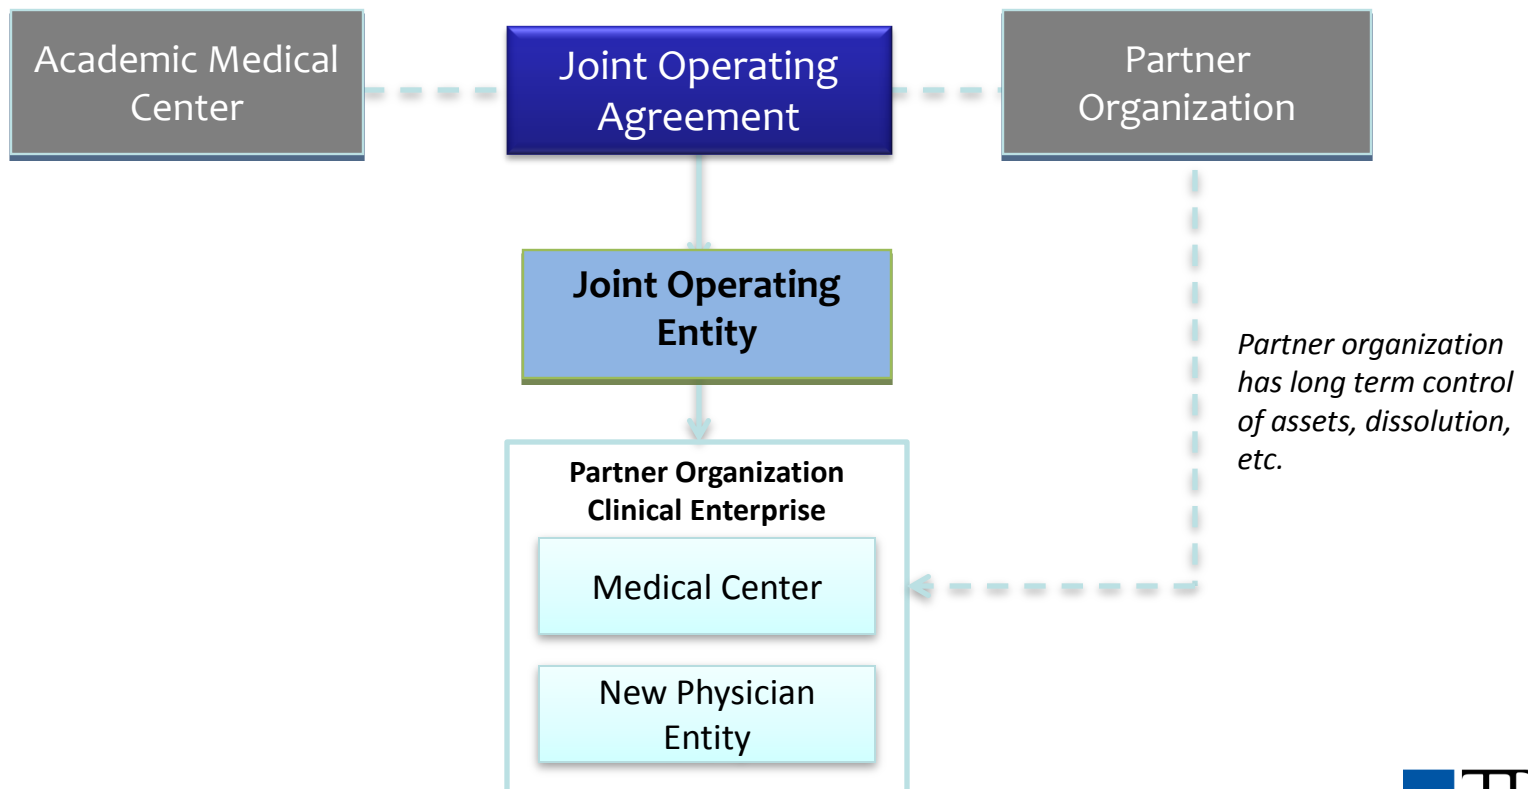 Academic Medical
Center
Joint Operating
Agreement
Partner
Organization
Joint Operating
Entity
Partner organization
has long term control
of assets, dissolution,
etc.
Partner Organization
Clinical Enterprise
Medical Center
New Physician
Entity